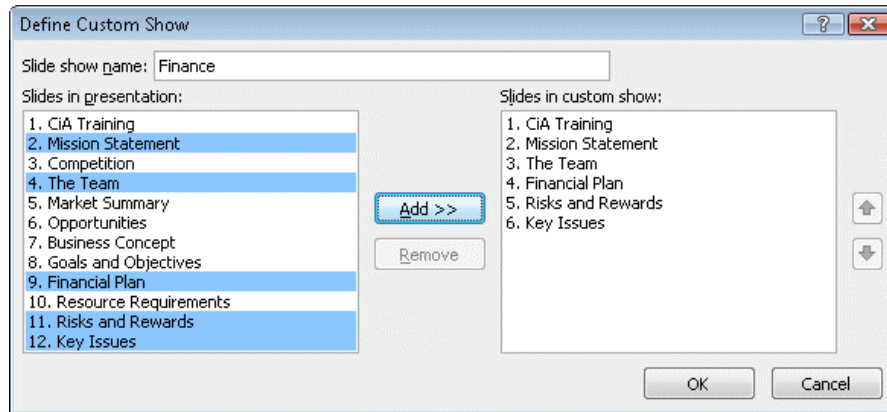 Define Custom Show
Slide show name: Finance
Slides in presentation:
1. CiA Training
2. Mission Statement
3. Competition
4. The Team
5. Market Summary
6. Opportunities
7. Business Concept
8. Goals and Objectives
9. Financial Plan
10. Resource Requirements
11. Risks and Rewards
12. Key Issues
Add >>
Remove
Slides in custom show:
1. CiA Training
2. Mission Statement
3. The Team
4. Financial Plan
5. Risks and Rewards
6. Key Issues
OK
Cancel